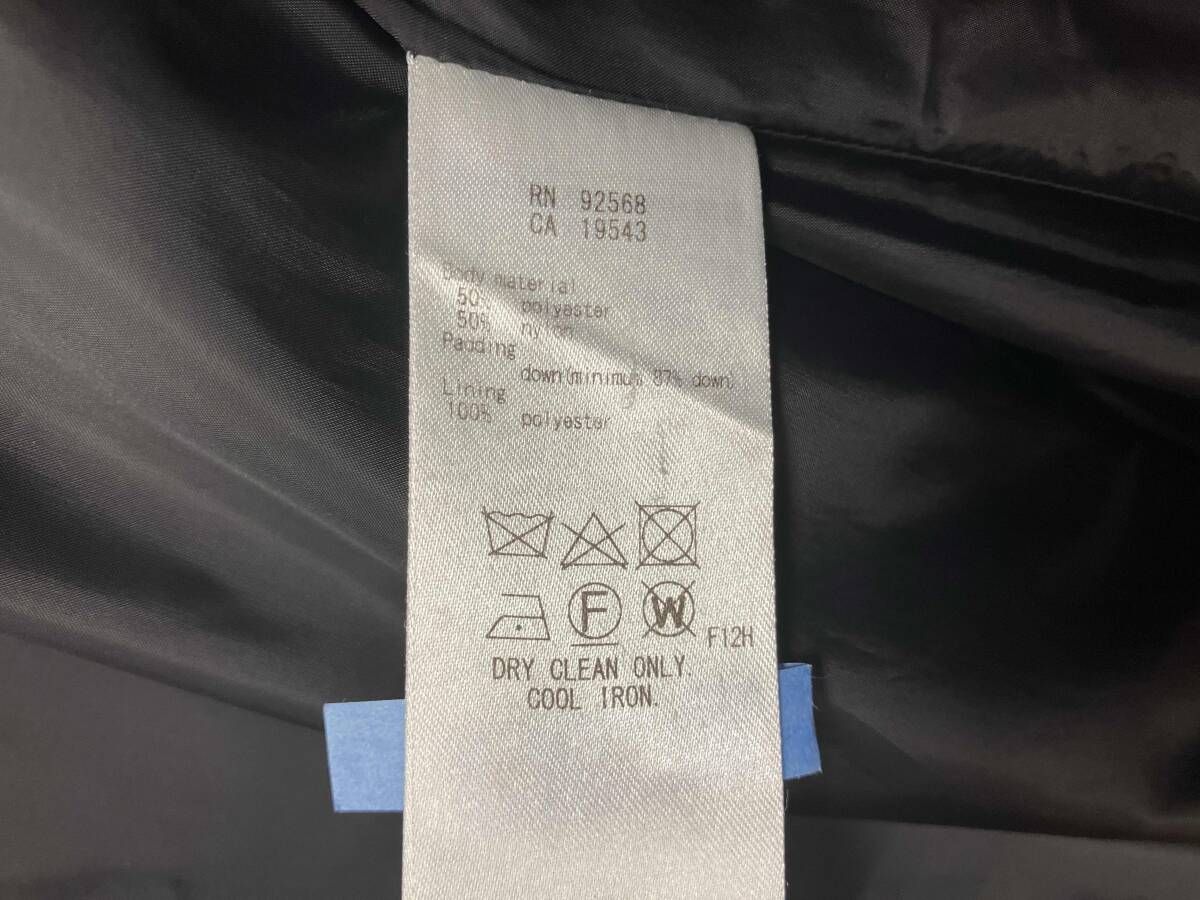 RN 92568
CA 19543
Body material
50% polyester
50% nylon
Padding
down(minimum 87% down)
Lining
100% polyester
F
W
F12H
DRY CLEAN ONLY.
COOL IRON.